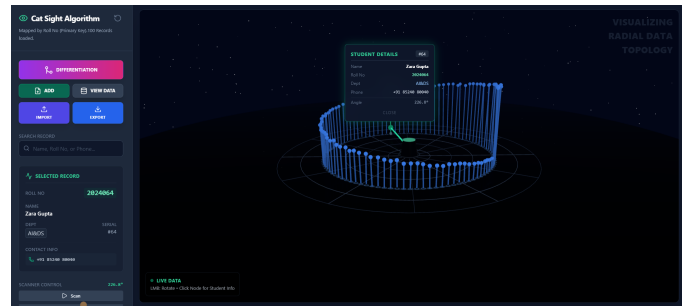 Cat Sight Algorithm
Mapped by Roll No (Primary Key).100 Records
loaded.
DIFFERENTIATION
ADD
VIEW DATA
IMPORT
EXPORT
SEARCH RECORD
Name, Roll No. or Phone...
SELECTED RECORD
ROLL NO 2024064
NAME
Zara Gupta
DEPT SERIAL
AI&DS #64
CONTACT INFO
+91 85240 80040
SCANNER CONTROL 226.8°
Scan
STUDENT DETAILS #64
Name Zara Gupta
Roll No 2024064
Dept AI&DS
Phone +91 85240 80040
Angle 226.8°
CLOSE
VISUALIZING
RADIAL DATA
TOPOLOGY
LIVE DATA
LMB: Rotate • Click Node for Student Info